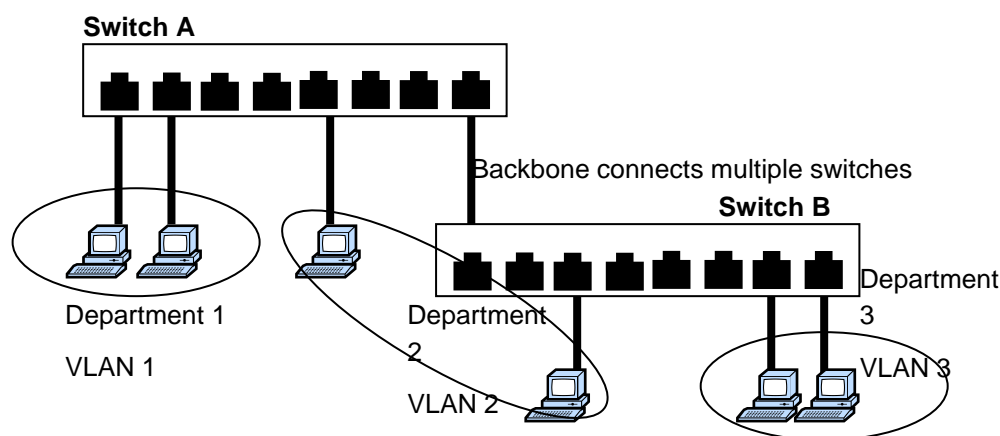 Switch A
Backbone connects multiple switches
Switch B
Department 1
VLAN 1
Department
2
VLAN 2
Department
3
VLAN 3